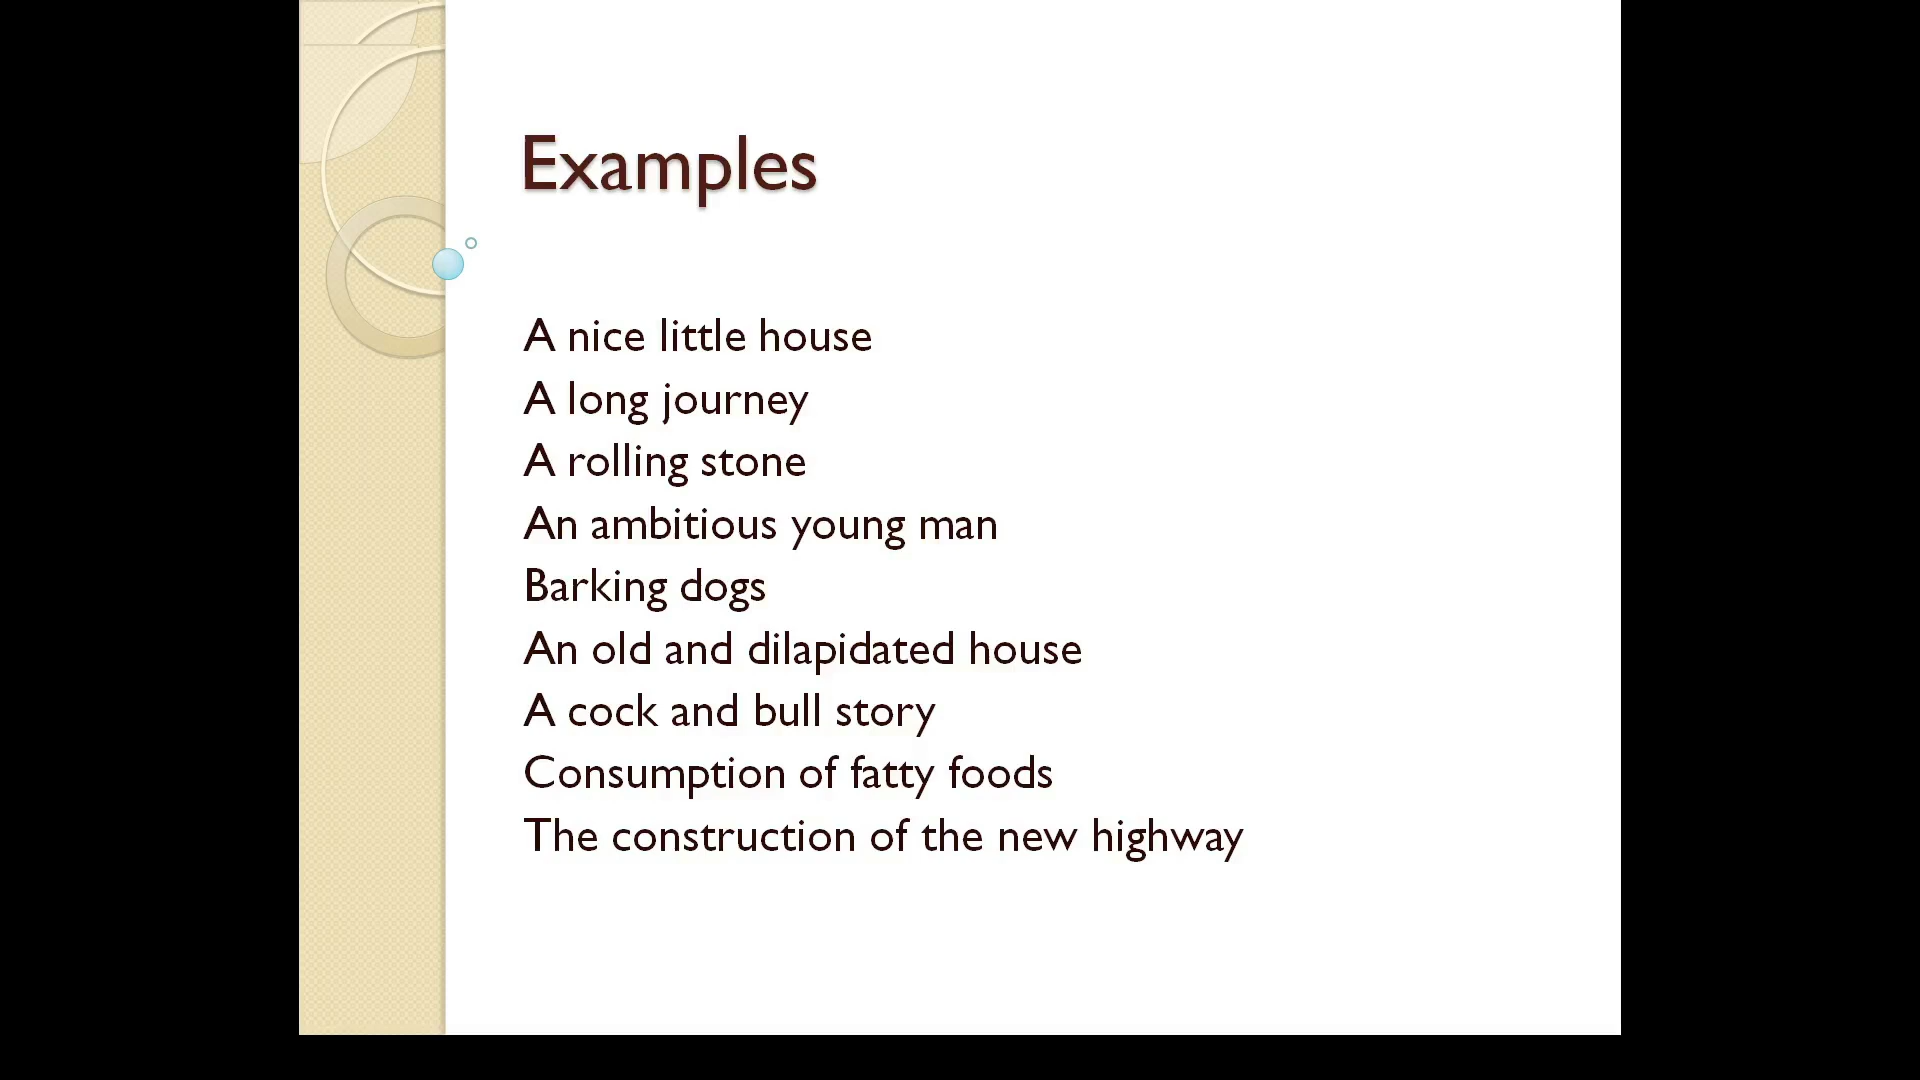 Examples
A nice little house
A long journey
A rolling stone
An ambitious young man
Barking dogs
An old and dilapidated house
A cock and bull story
Consumption of fatty foods
The construction of the new highway